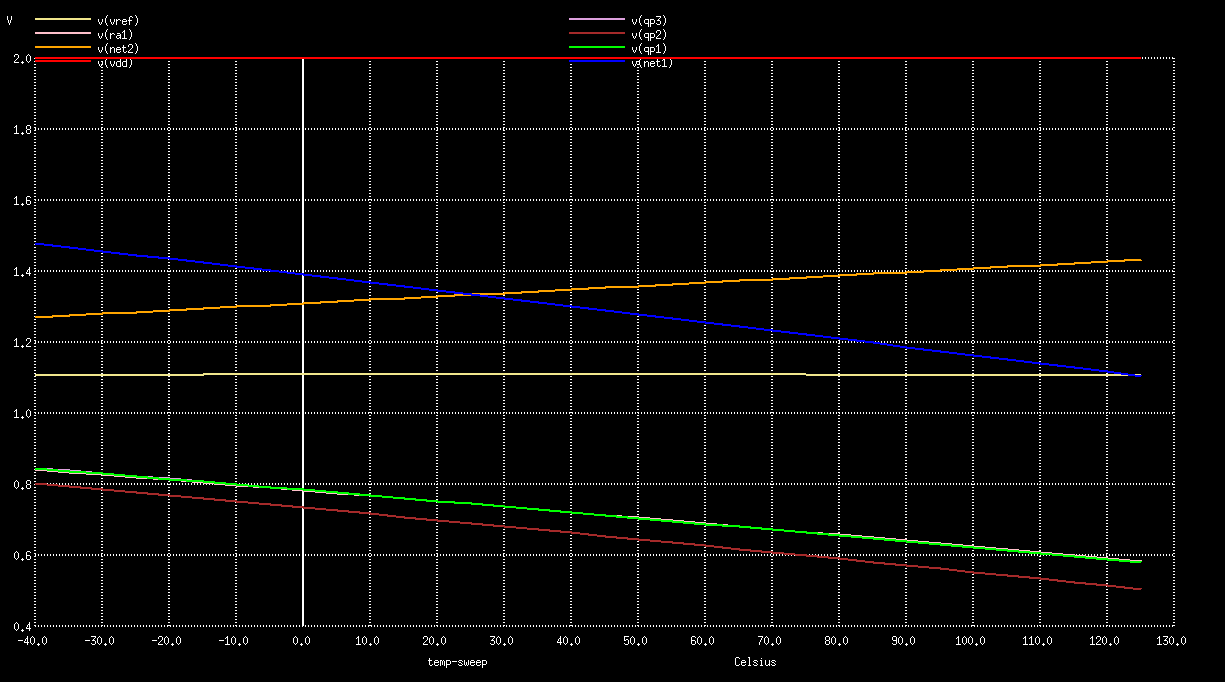 V v(vref) v(qp3)
v(ra1) v(qp2)
v(net2) v(qp1)
v(vdd) v(net1)
2.0
1.8
1.6
1.4
1.2
1.0
0.8
0.6
0.4
-40.0 -30.0 -20.0 -10.0 0.0 10.0 20.0 30.0 40.0 50.0 60.0 70.0 80.0 90.0 100.0 110.0 120.0 130.0
temp-sweep Celsius